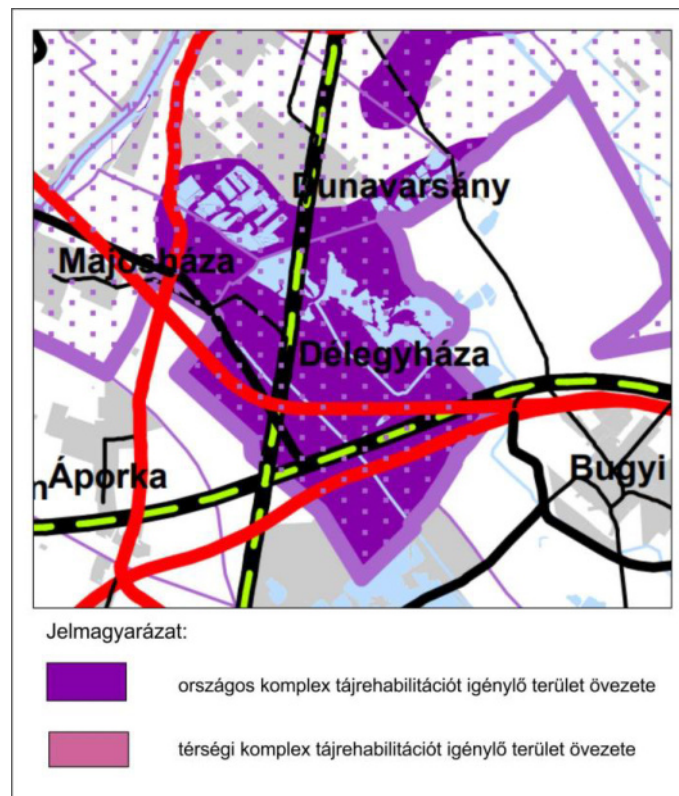 Dunavarsány
Majosháza
Délegyháza
Áporka
Bugyi
Jelmagyarázat:
országos komplex tájrehabilitációt igénylő terület övezete
térségi komplex tájrehabilitációt igénylő terület övezete